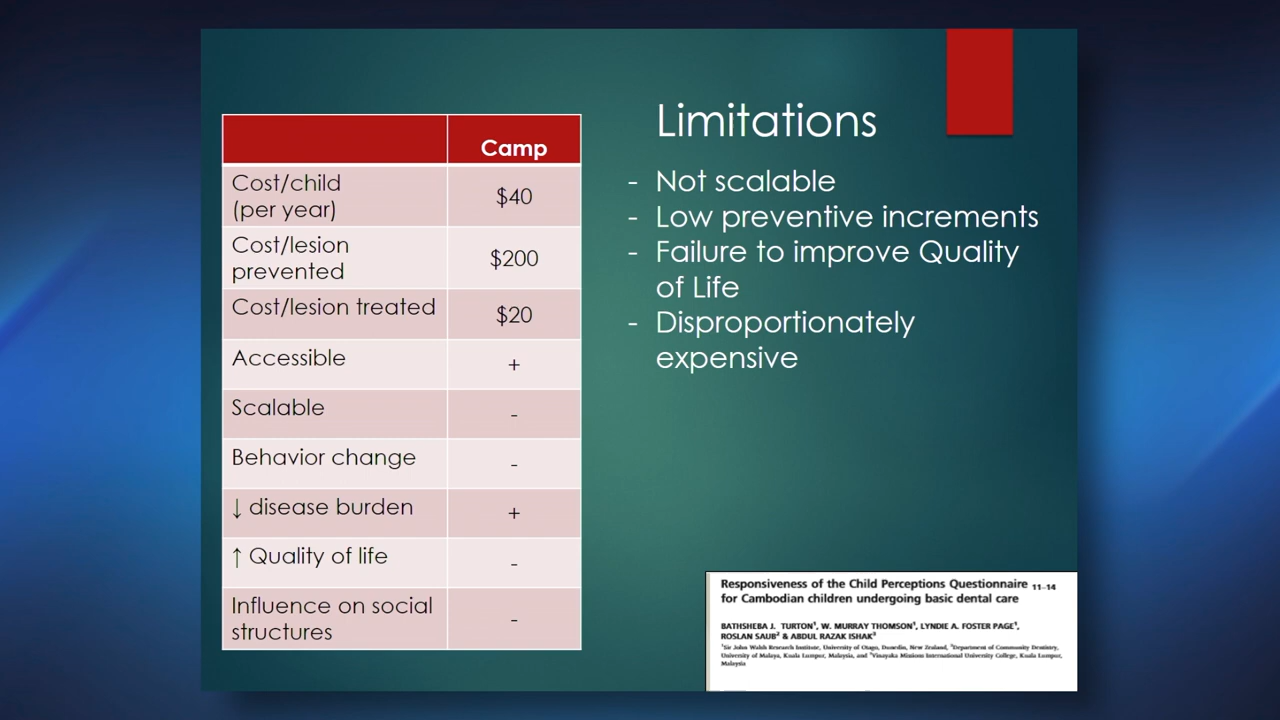 Camp
Cost/child
(per year)
$40
Cost/lesion
prevented
$200
Cost/lesion treated
$20
Accessible
+
Scalable
-
Behavior change
-
↓ disease burden
+
↑ Quality of life
-
Influence on social
structures
-
Limitations
- Not scalable
- Low preventive increments
- Failure to improve Quality
of Life
- Disproportionately
expensive
Responsiveness of the Child Perceptions Questionnaire 11–14
for Cambodian children undergoing basic dental care
BATHSHEBA J. TURTON¹, W. MURRAY THOMSON¹, LYNDIE A. FOSTER PAGE¹,
ROSLAN SAUB² & ABDUL RAZAK ISHAK³
¹Sir John Walsh Research Institute, University of Otago, Dunedin, New Zealand, ²Department of Community Dentistry,
University of Malaya, Kuala Lumpur, Malaysia, and ³Vinayaka Missions International University College, Kuala Lumpur,
Malaysia